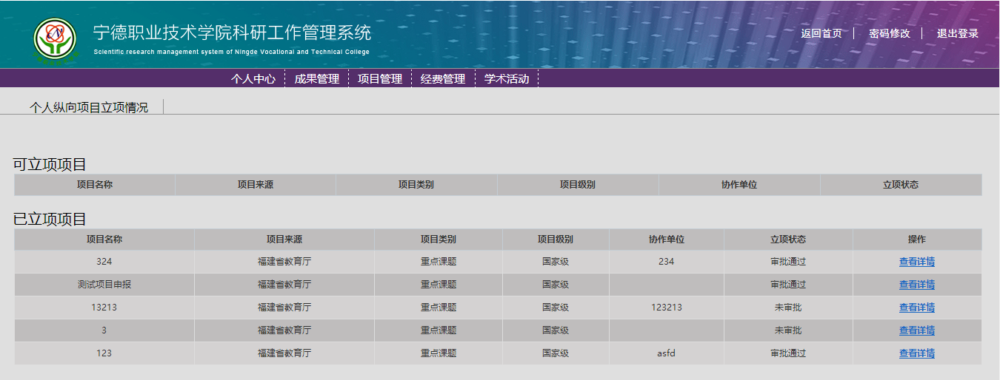 宁德职业技术学院科研工作管理系统
Scientific research management system of Ningde Vocational and Technical College
返回首页 密码修改 退出登录
个人中心 成果管理 项目管理 经费管理 学术活动
个人纵向项目立项情况
可立项项目
项目名称 项目来源 项目类别 项目级别 协作单位 立项状态
已立项项目
项目名称 项目来源 项目类别 项目级别 协作单位 立项状态 操作
324 福建省教育厅 重点课题 国家级 234 审批通过 查看详情
测试项目申报 福建省教育厅 重点课题 国家级 审批通过 查看详情
13213 福建省教育厅 重点课题 国家级 123213 未审批 查看详情
3 福建省教育厅 重点课题 国家级 未审批 查看详情
123 福建省教育厅 重点课题 国家级 asfd 审批通过 查看详情